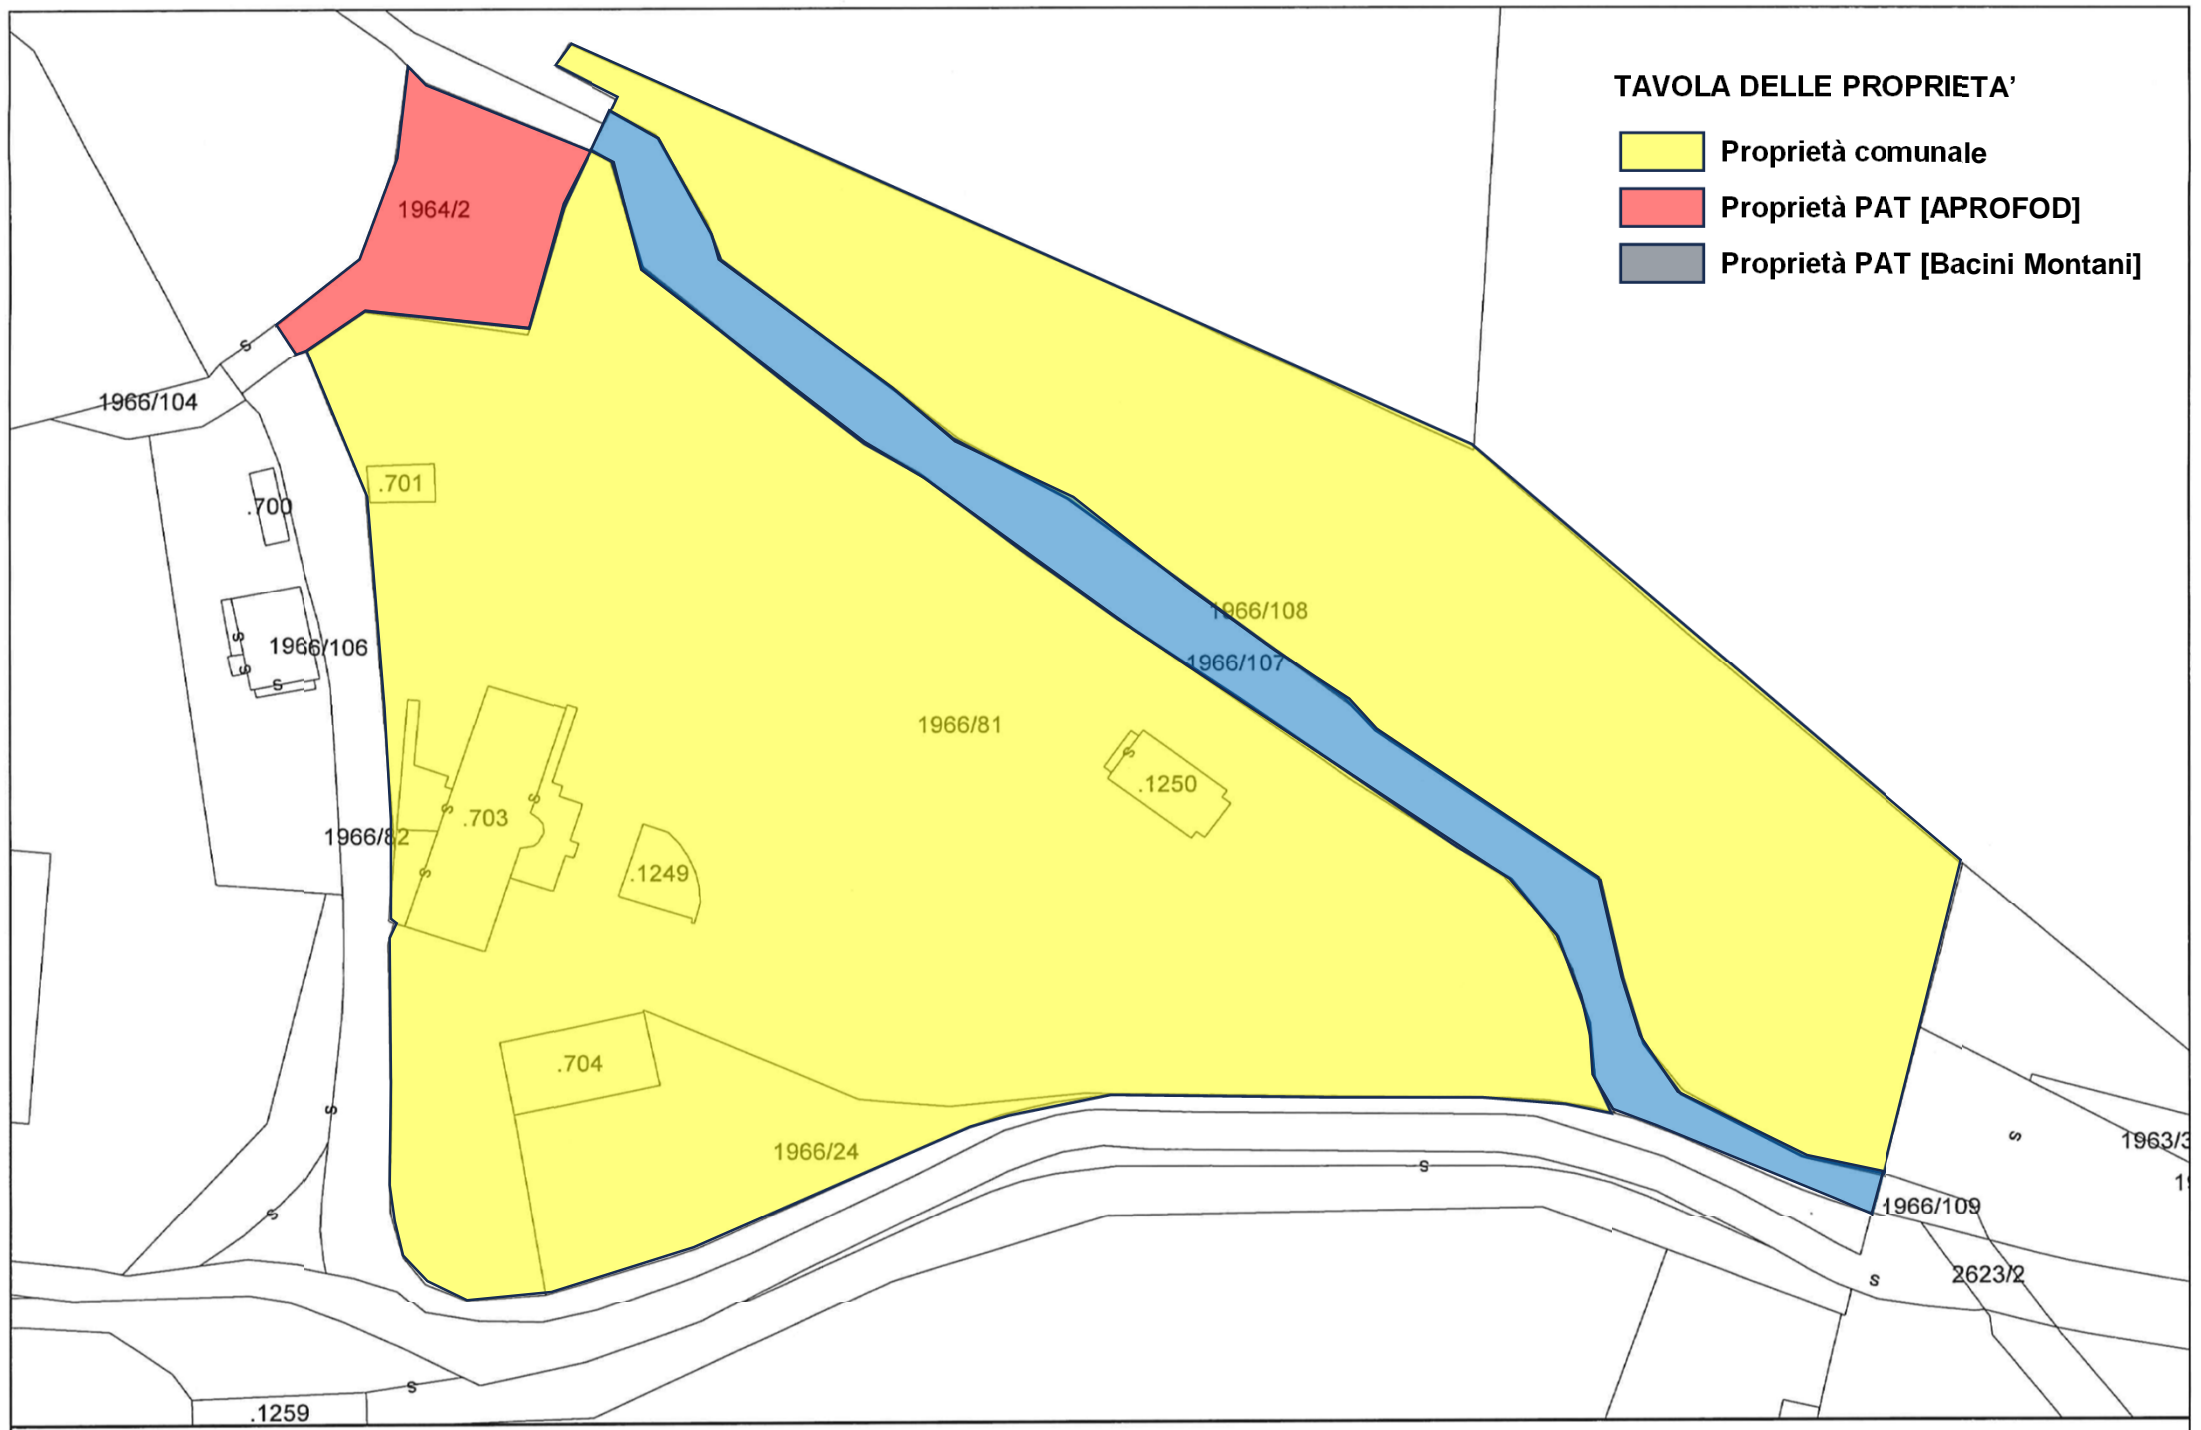 TAVOLA DELLE PROPRIETA'
Proprietà comunale
Proprietà PAT [APROFOD]
Proprietà PAT [Bacini Montani]
1964/2
S
1966/104
.701
.700
1966/108
S
1966/106
S
S
1966/107
1966/81
S
.1250
S
S
.703
1966/82
S
.1249
.704
S
S
1963/3
1966/24
S
S
1966/109
S
2623/2
S
.1259